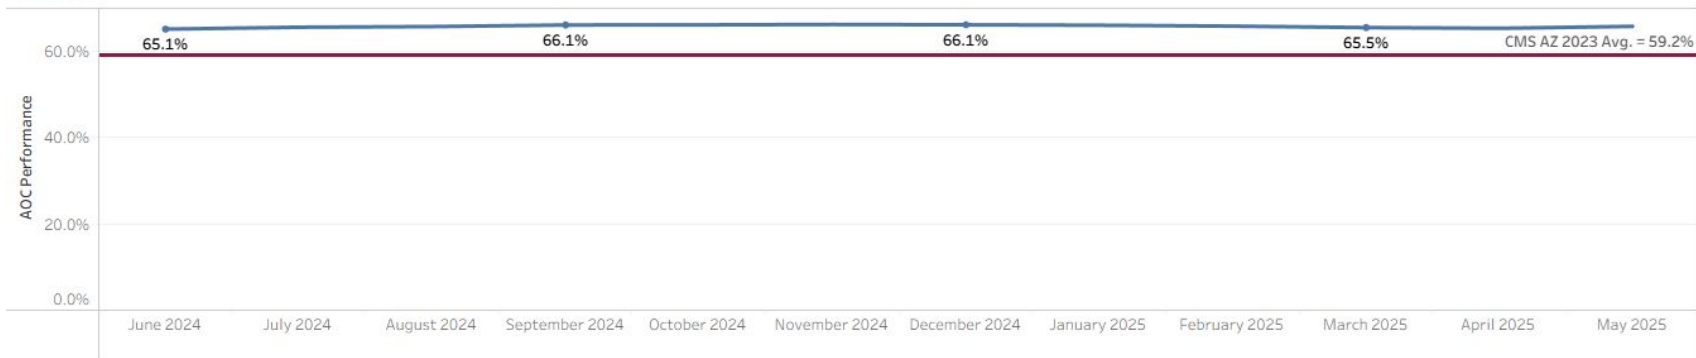 65.1%
66.1%
66.1%
65.5%
CMS AZ 2023 Avg. = 59.2%
60.0%
40.0%
20.0%
0.0%
AOC Performance
June 2024
July 2024
August 2024
September 2024
October 2024
November 2024
December 2024
January 2025
February 2025
March 2025
April 2025
May 2025